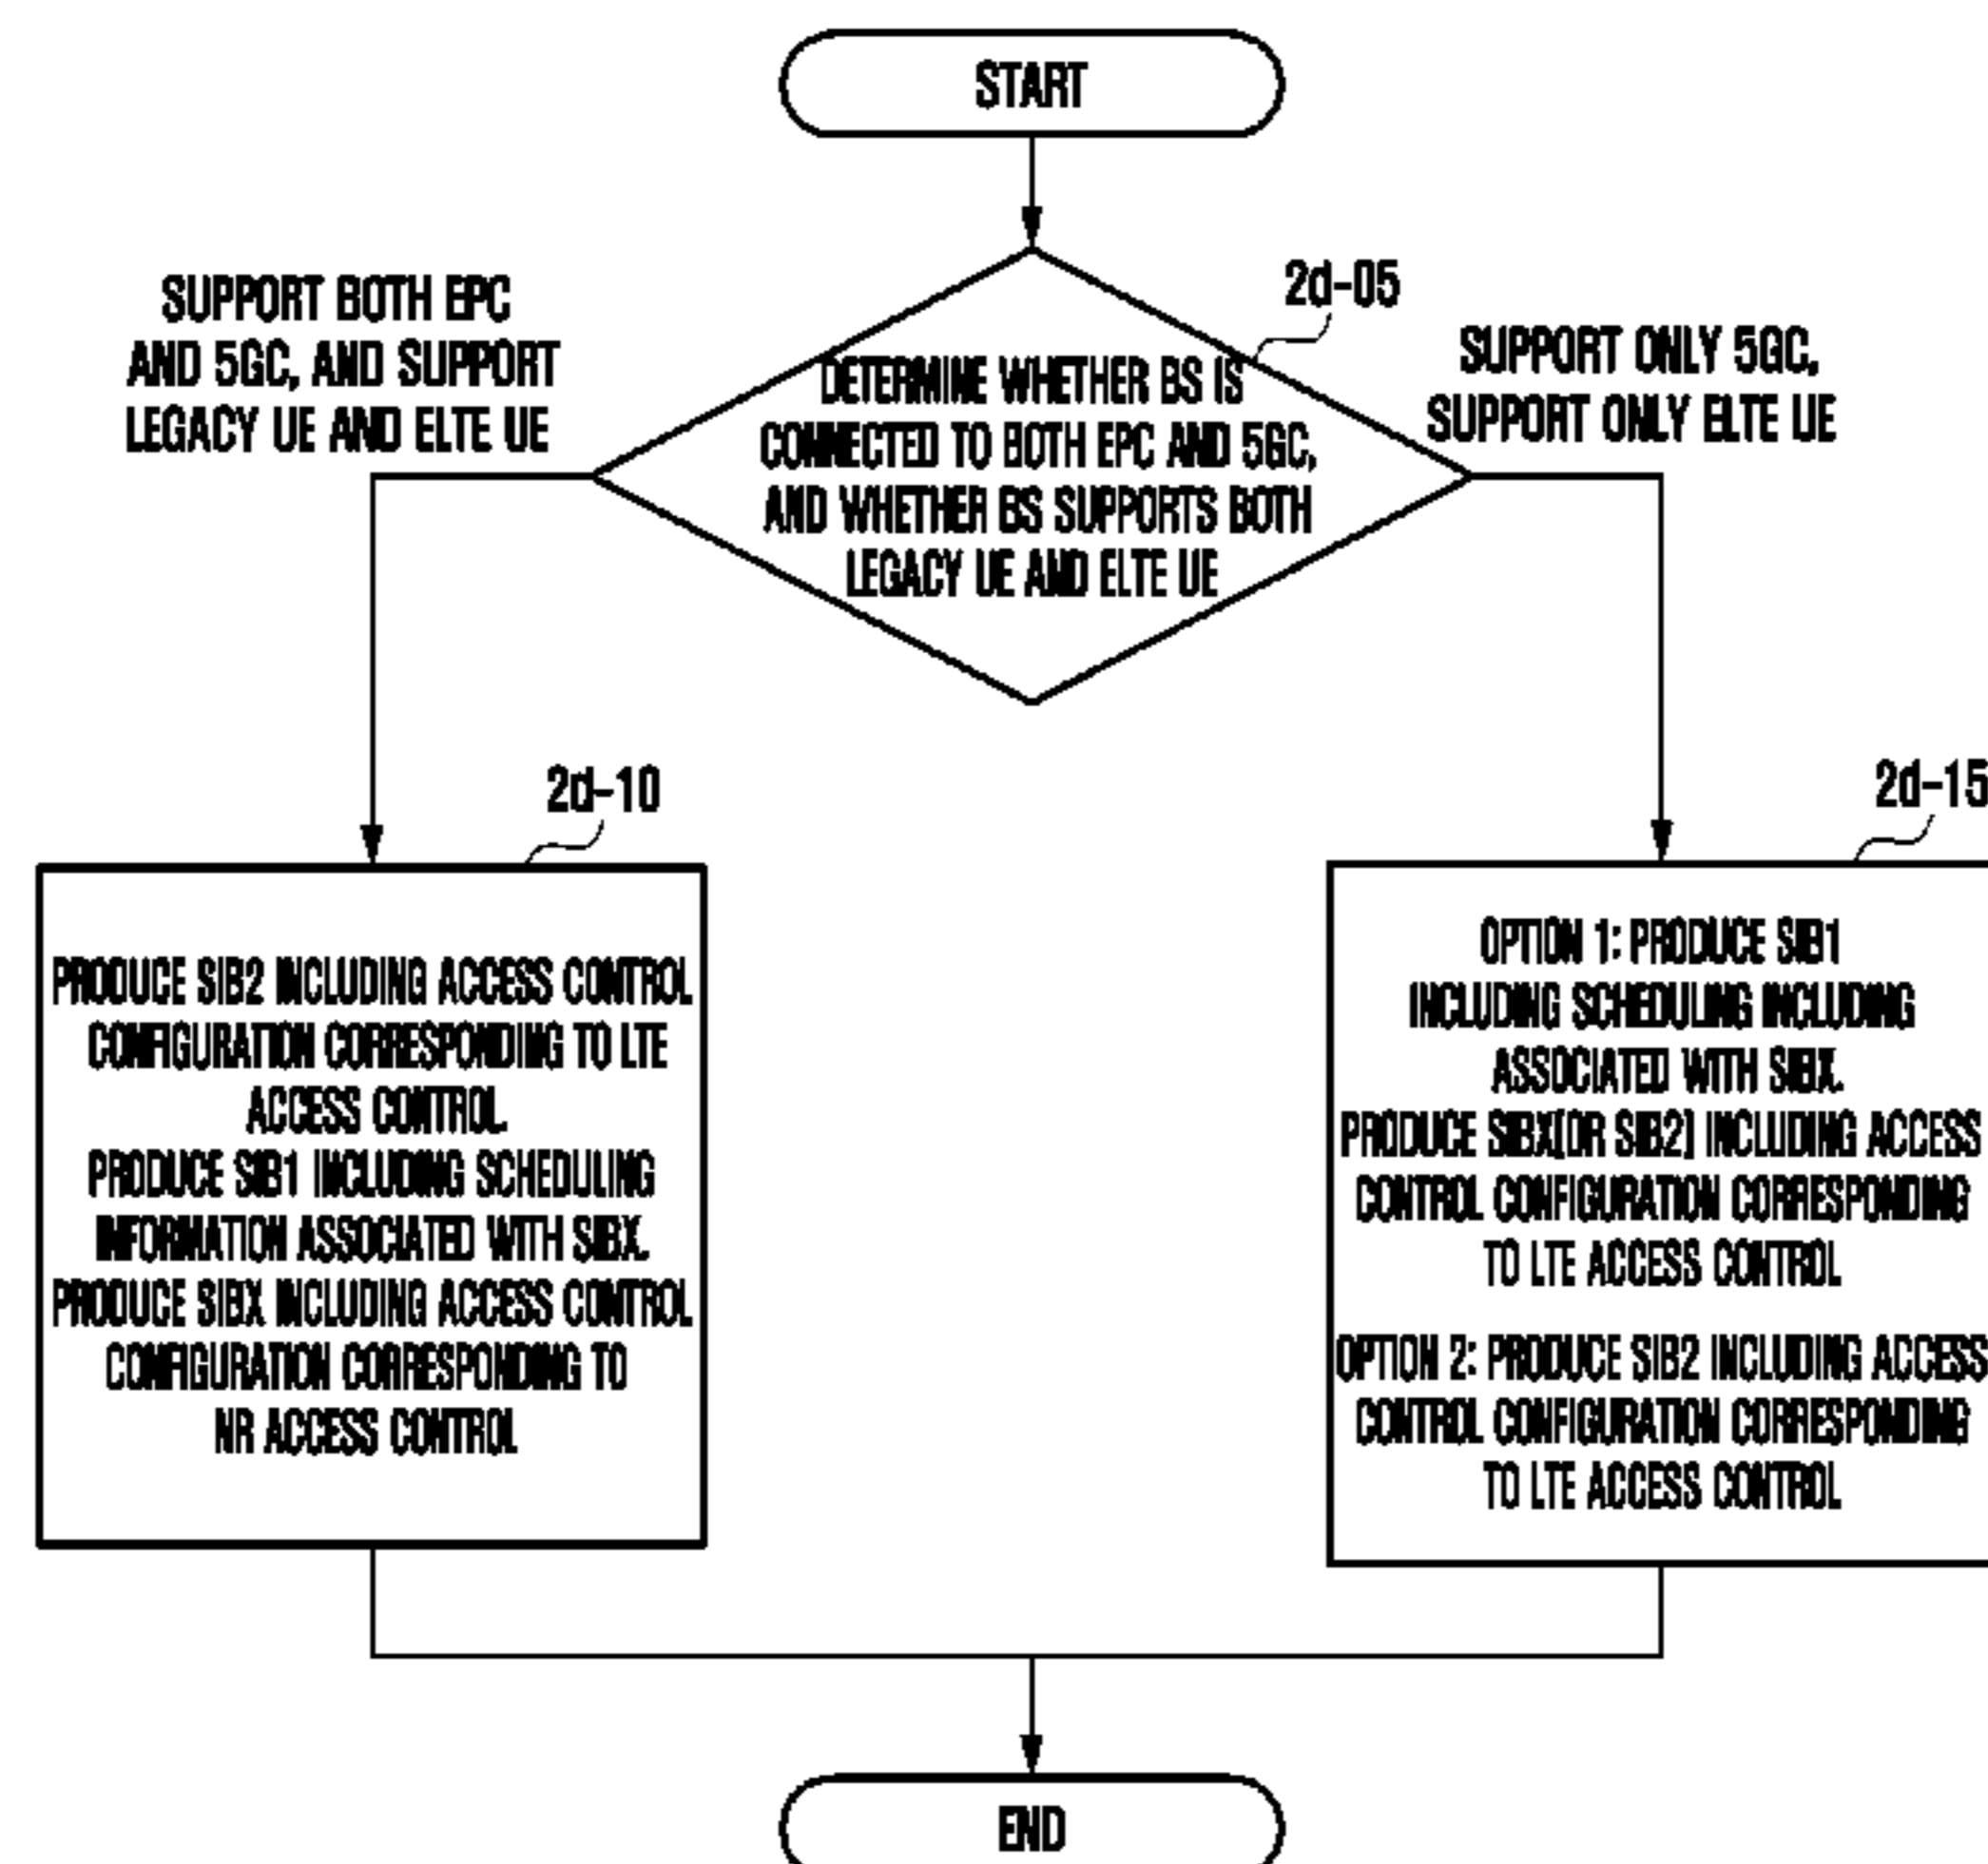 START
SUPPORT BOTH EPC
AND 5GC, AND SUPPORT
LEGACY UE AND ELTE UE
2d-05
SUPPORT ONLY 5GC,
SUPPORT ONLY ELTE UE
DETERMINE WHETHER BS IS
CONNECTED TO BOTH EPC AND 5GC,
AND WHETHER BS SUPPORTS BOTH
LEGACY UE AND ELTE UE
2d-10
PRODUCE SIB2 INCLUDING ACCESS CONTROL
CONFIGURATION CORRESPONDING TO LTE
ACCESS CONTROL.
PRODUCE SIB1 INCLUDING SCHEDULING
INFORMATION ASSOCIATED WITH SIBX.
PRODUCE SIBX INCLUDING ACCESS CONTROL
CONFIGURATION CORRESPONDING TO
NR ACCESS CONTROL
2d-15
OPTION 1: PRODUCE SIB1
INCLUDING SCHEDULING INCLUDING
ASSOCIATED WITH SIBX.
PRODUCE SIBX[OR SIB2] INCLUDING ACCESS
CONTROL CONFIGURATION CORRESPONDING
TO LTE ACCESS CONTROL
OPTION 2: PRODUCE SIB2 INCLUDING ACCESS
CONTROL CONFIGURATION CORRESPONDING
TO LTE ACCESS CONTROL
END